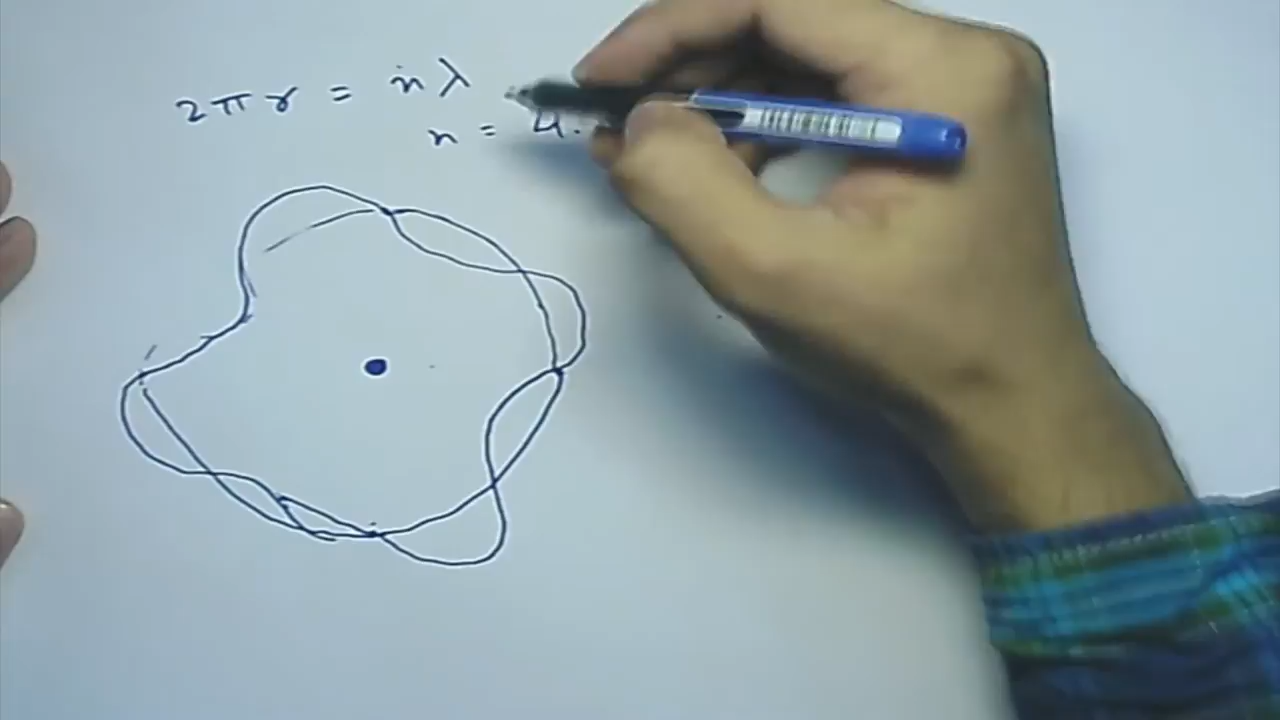 2πr = nλ
n = 4.